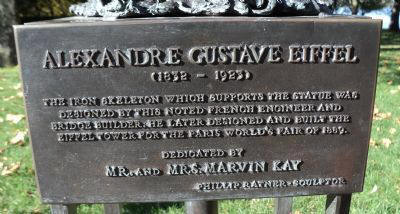 ALEXANDRE GUSTAVE EIFFEL
(1832 - 1923)
THE IRON SKELETON WHICH SUPPORTS THE STATUE WAS
DESIGNED BY THIS NOTED FRENCH ENGINEER AND
BRIDGE BUILDER. HE LATER DESIGNED AND BUILT THE
EIFFEL TOWER FOR THE PARIS WORLD'S FAIR OF 1889.
DEDICATED BY
MR. AND MRS. MARVIN KAY
PHILLIP RATNER - SCULPTOR